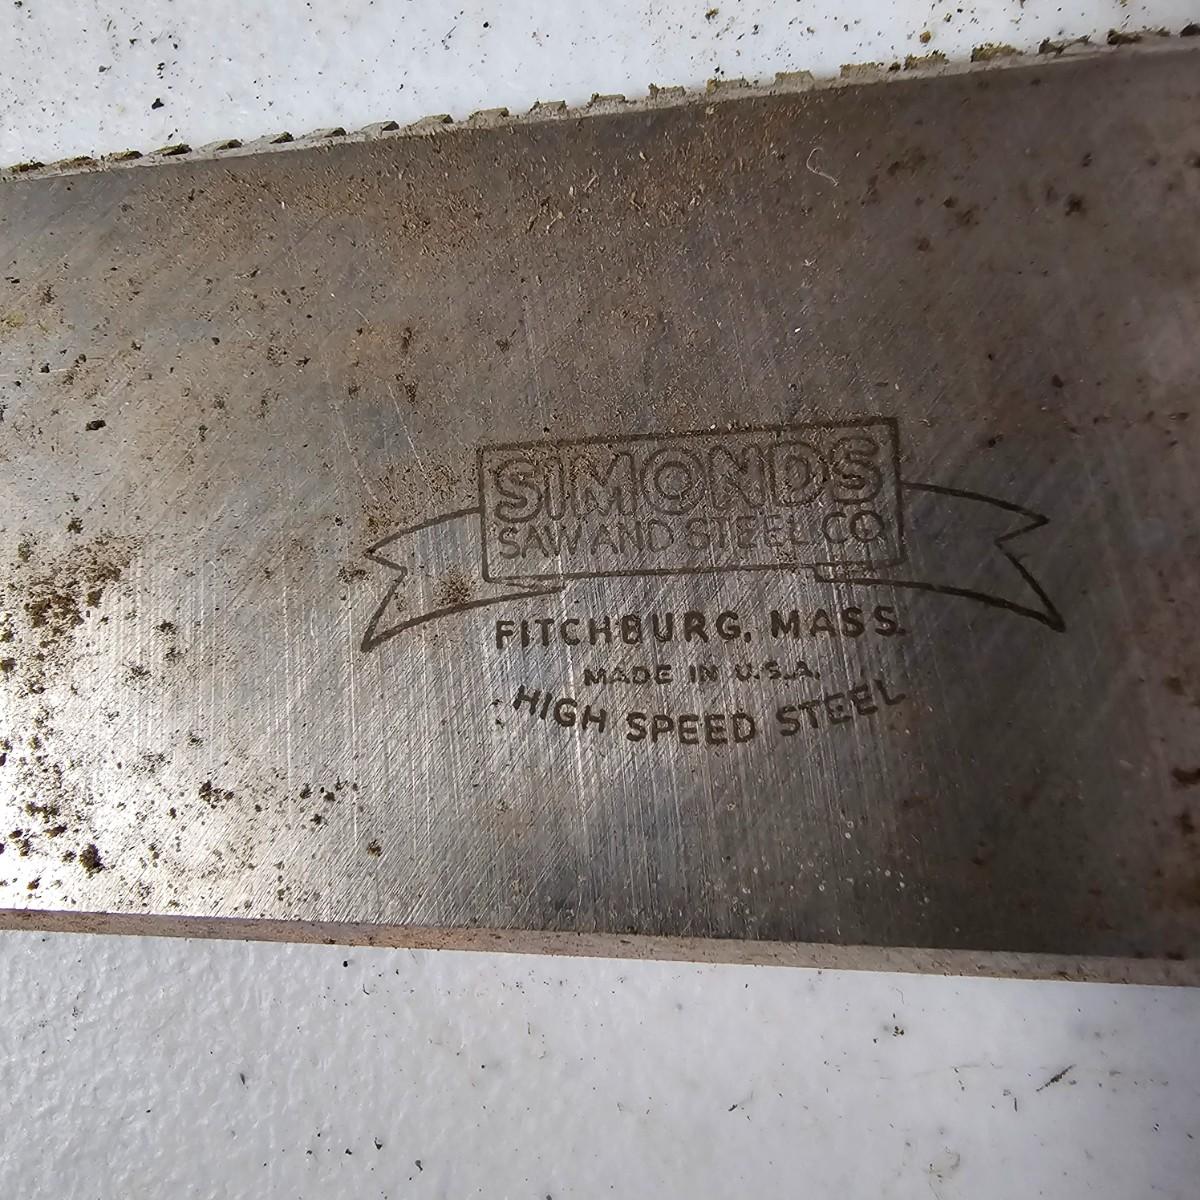 SIMONDS
SAW AND STEEL CO
FITCHBURG, MASS.
MADE IN U.S.A.
HIGH SPEED STEEL